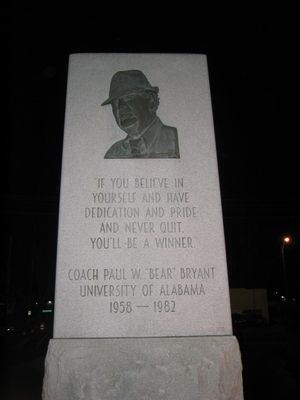 "IF YOU BELIEVE IN
YOURSELF AND HAVE
DEDICATION AND PRIDE
AND NEVER QUIT,
YOU'LL BE A WINNER."
COACH PAUL W. "BEAR" BRYANT
UNIVERSITY OF ALABAMA
1958 — 1982